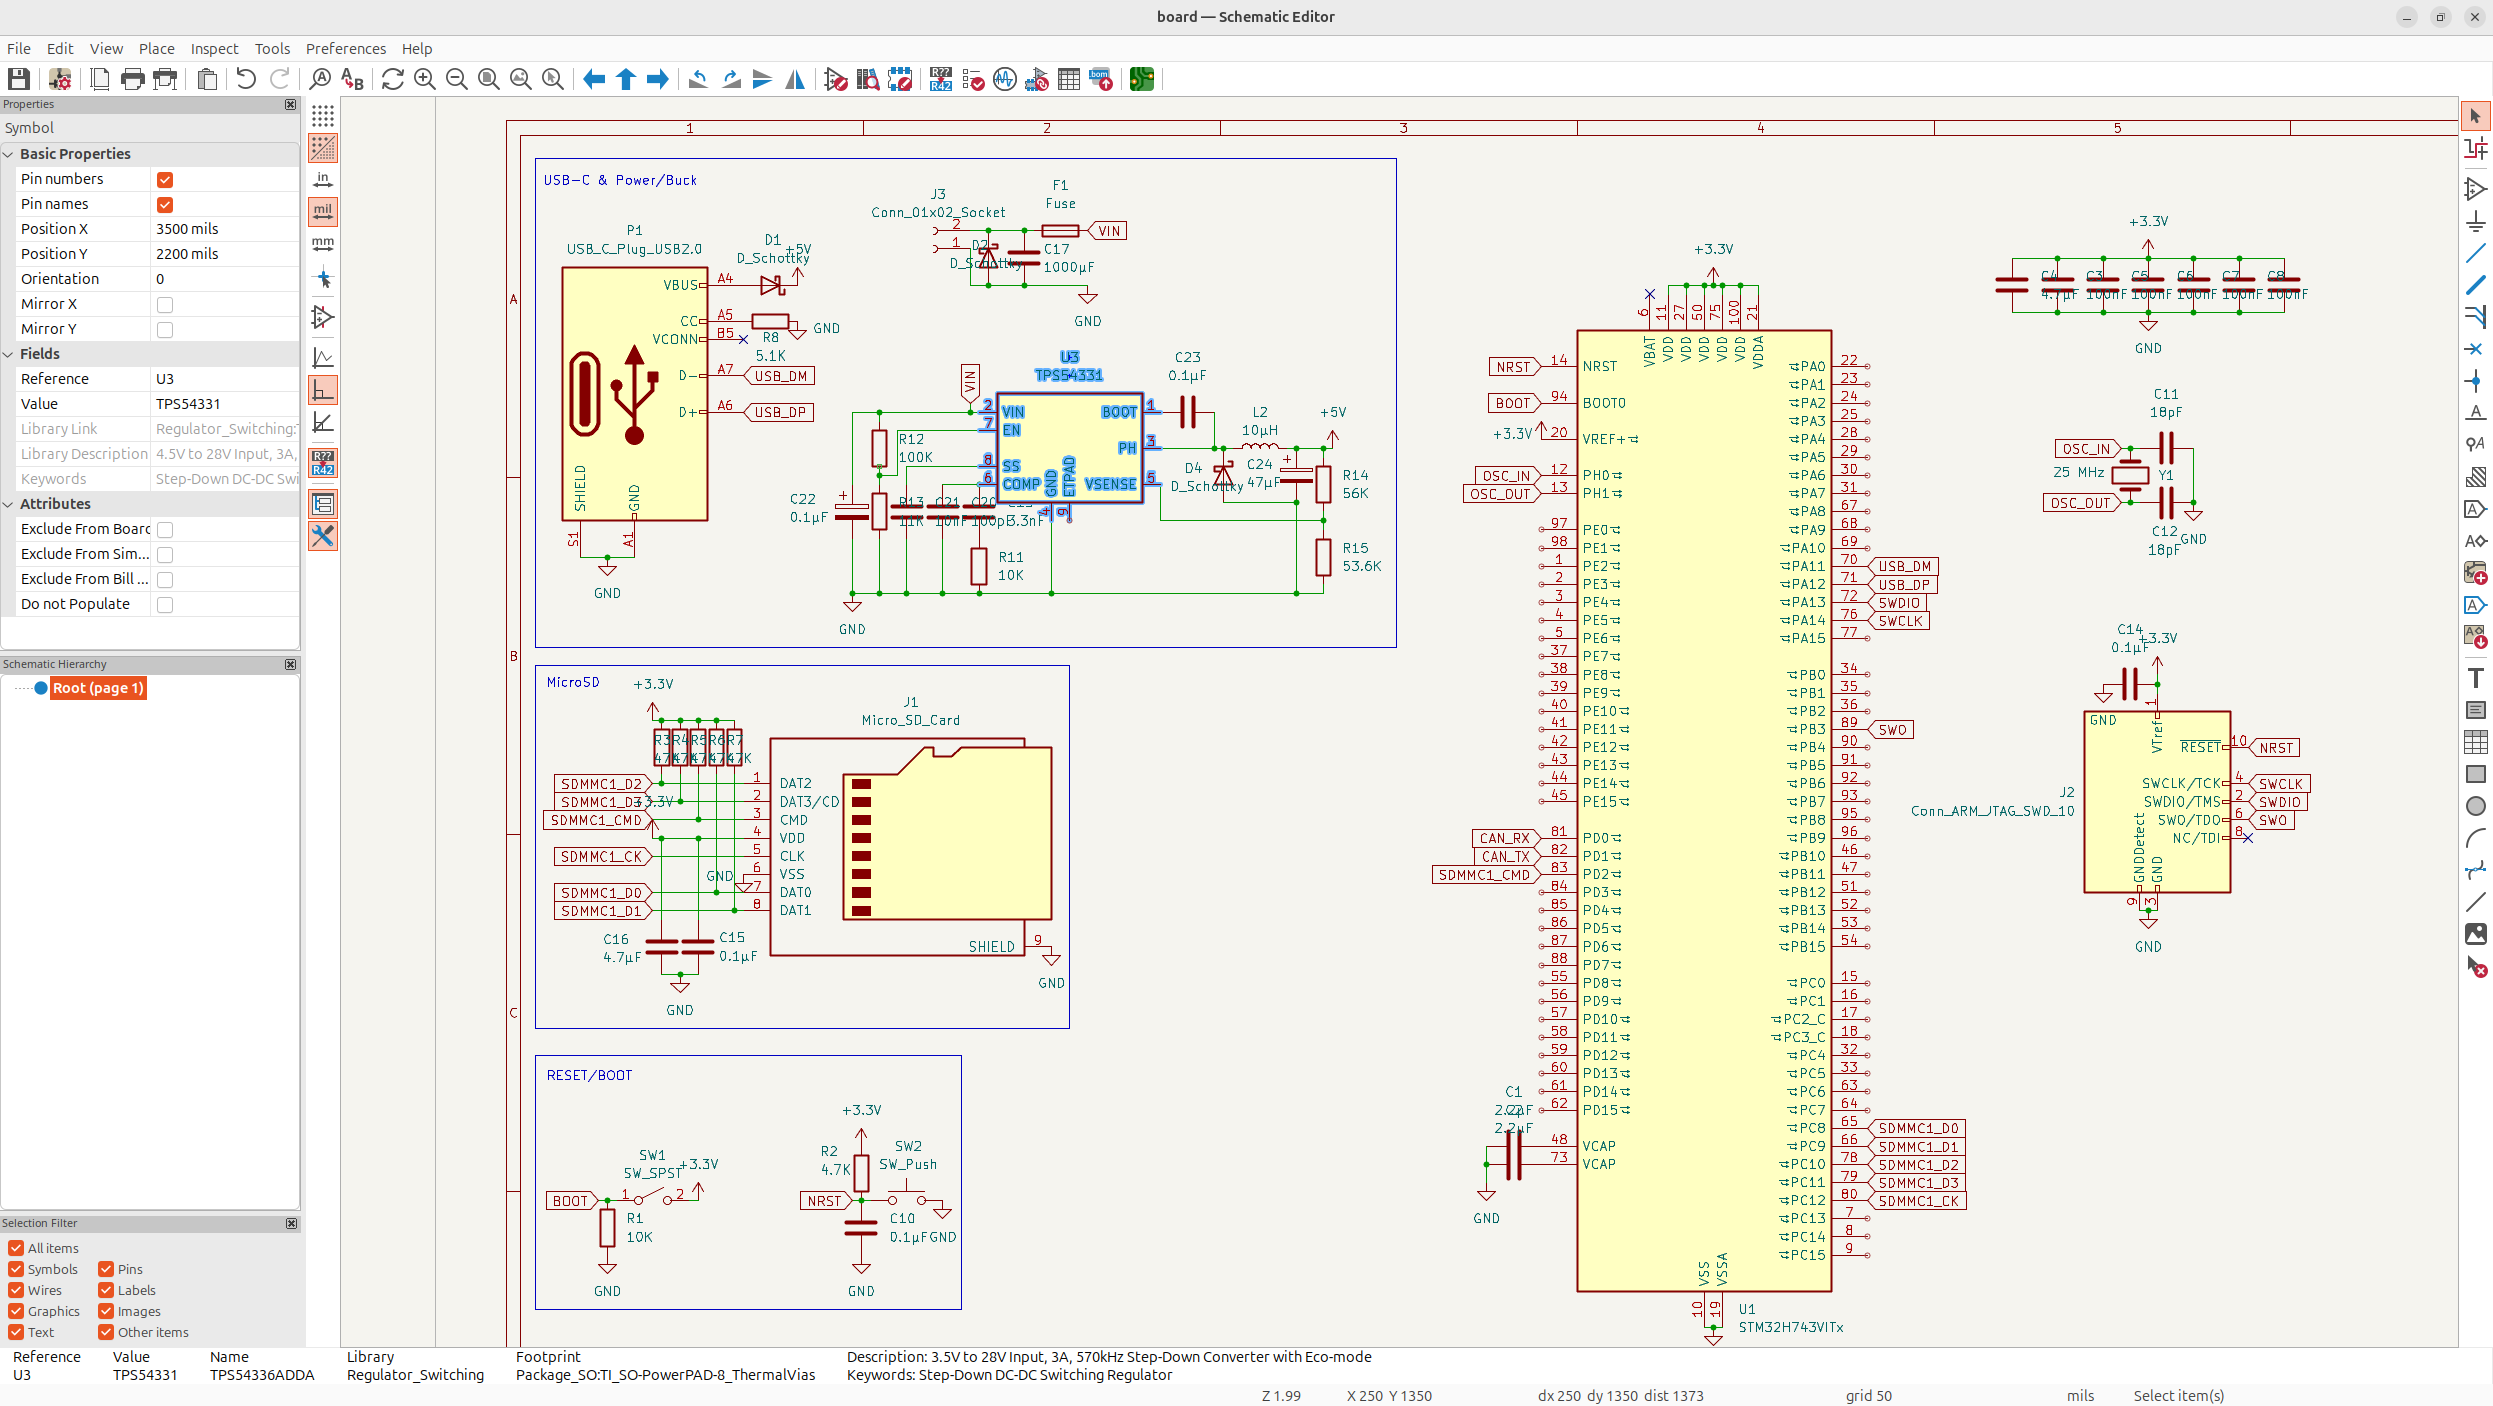 board — Schematic Editor
File Edit View Place Inspect Tools Preferences Help
Properties
Symbol
Basic Properties
Pin numbers
Pin names
Position X 3500 mils
Position Y 2200 mils
Orientation 0
Mirror X
Mirror Y
Fields
Reference U3
Value TPS54331
Library Link Regulator_Switching:
Library Description 4.5V to 28V Input, 3A,
Keywords Step-Down DC-DC Swi
Attributes
Exclude From Boar
Exclude From Sim...
Exclude From Bill ...
Do not Populate
Schematic Hierarchy
Root (page 1)
Selection Filter
All items
Symbols Pins
Wires Labels
Graphics Images
Text Other items
in
mil
mm
R??
R42
1 2 3 4 5
A
B
C
USB-C & Power/Buck
P1
USB_C_Plug_USB2.0
VBUS A4
CC A5
VCONN B5
D- A7
D+ A6
SHIELD S1
GND A1
GND
D1
D_Schottky
+5V
R8
5.1K
GND
USB_DM
USB_DP
J3
Conn_01x02_Socket
2
1
F1
Fuse
VIN
D2
D_Schottky
C17
1000µF
GND
U3
TPS54331
VIN
2 VIN
7 EN
8 SS
6 COMP
BOOT 1
PH 3
VSENSE 5
GND 4
ETPAD 9
C23
0.1µF
L2
10µH
+5V
D4
D_Schottky
C24
47µF
R14
56K
R15
53.6K
R12
100K
C22
0.1µF
R13
11K
C21
10nF
C20
100pF
3.3nF
R11
10K
GND
MicroSD
+3.3V
R3 R4 R5 R6 R7
47K
SDMMC1_D2
SDMMC1_D3
+3.3V
SDMMC1_CMD
SDMMC1_CK
SDMMC1_D0
SDMMC1_D1
GND
J1
Micro_SD_Card
1 DAT2
2 DAT3/CD
3 CMD
4 VDD
5 CLK
6 VSS
7 DAT0
8 DAT1
SHIELD 9
GND
C16
4.7µF
C15
0.1µF
GND
RESET/BOOT
SW1
SW_SPST
+3.3V
BOOT
1 2
R1
10K
GND
+3.3V
R2
4.7K
SW2
SW_Push
NRST
C10
0.1µF
GND
GND
+3.3V
6 11 27 50 75 100 21
VBAT VDD VDD VDD VDD VDD VDDA
NRST 14 NRST
BOOT 94 BOOT0
+3.3V 20 VREF+
OSC_IN 12 PH0
OSC_OUT 13 PH1
97 PE0
98 PE1
1 PE2
2 PE3
3 PE4
4 PE5
5 PE6
37 PE7
38 PE8
39 PE9
40 PE10
41 PE11
42 PE12
43 PE13
44 PE14
45 PE15
CAN_RX 81 PD0
CAN_TX 82 PD1
SDMMC1_CMD 83 PD2
84 PD3
85 PD4
86 PD5
87 PD6
88 PD7
55 PD8
56 PD9
57 PD10
58 PD11
59 PD12
60 PD13
61 PD14
62 PD15
C1
2.2µF
2.2µF
48 VCAP
73 VCAP
GND
PA0 22
PA1 23
PA2 24
PA3 25
PA4 28
PA5 29
PA6 30
PA7 31
PA8 67
PA9 68
PA10 69
PA11 70 USB_DM
PA12 71 USB_DP
PA13 72 SWDIO
PA14 76 SWCLK
PA15 77
PB0 34
PB1 35
PB2 36
PB3 89 SWO
PB4 90
PB5 91
PB6 92
PB7 93
PB8 95
PB9 96
PB10 46
PB11 47
PB12 51
PB13 52
PB14 53
PB15 54
PC0 15
PC1 16
PC2_C 17
PC3_C 18
PC4 32
PC5 33
PC6 63
PC7 64
PC8 65 SDMMC1_D0
PC9 66 SDMMC1_D1
PC10 78 SDMMC1_D2
PC11 79 SDMMC1_D3
PC12 80 SDMMC1_CK
PC13 7
PC14 8
PC15 9
VSS VSSA
10 19
U1
STM32H743VITx
+3.3V
C4 C3 C5 C6 C7 C8
4.7µF 100nF 100nF 100nF 100nF 100nF
GND
C11
18pF
OSC_IN
25 MHz Y1
OSC_OUT
C12
18pF
GND
C14
0.1µF
+3.3V
GND
1
VTref
RESET 10 NRST
SWCLK/TCK 4 SWCLK
SWDIO/TMS 2 SWDIO
SWO/TDO 6 SWO
NC/TDI 8
GNDDetect GND
9 3
GND
J2
Conn_ARM_JTAG_SWD_10
Reference Value Name Library Footprint Description: 3.5V to 28V Input, 3A, 570kHz Step-Down Converter with Eco-mode
U3 TPS54331 TPS54336ADDA Regulator_Switching Package_SO:TI_SO-PowerPAD-8_ThermalVias Keywords: Step-Down DC-DC Switching Regulator
Z 1.99 X 250 Y 1350 dx 250 dy 1350 dist 1373 grid 50 mils Select item(s)